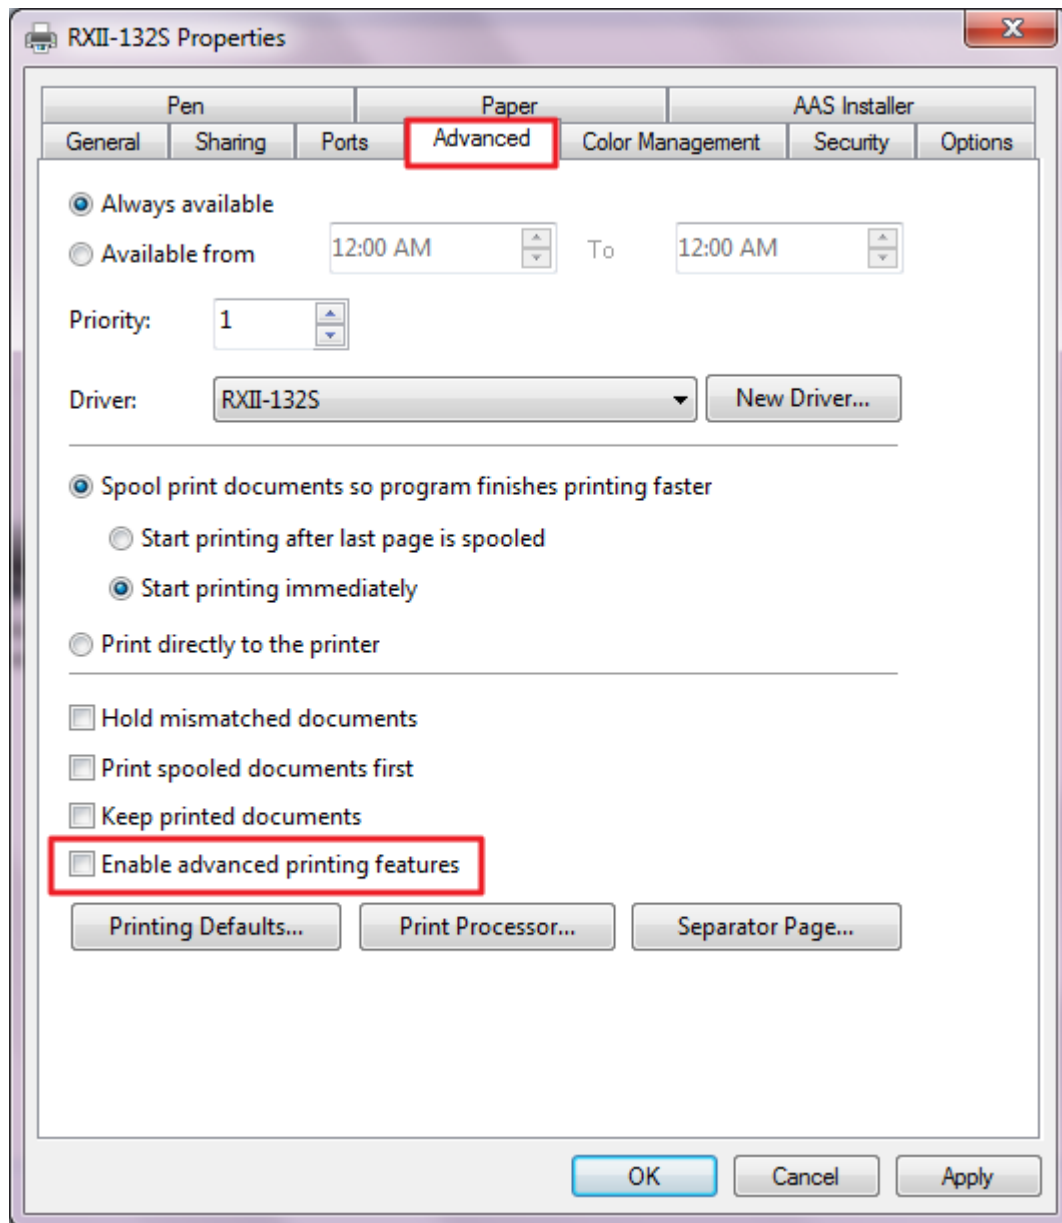 RXII-132S Properties
Pen Paper AAS Installer
General Sharing Ports Advanced Color Management Security Options
Always available
Available from 12:00 AM To 12:00 AM
Priority: 1
Driver: RXII-132S New Driver...
Spool print documents so program finishes printing faster
Start printing after last page is spooled
Start printing immediately
Print directly to the printer
Hold mismatched documents
Print spooled documents first
Keep printed documents
Enable advanced printing features
Printing Defaults... Print Processor... Separator Page...
OK Cancel Apply